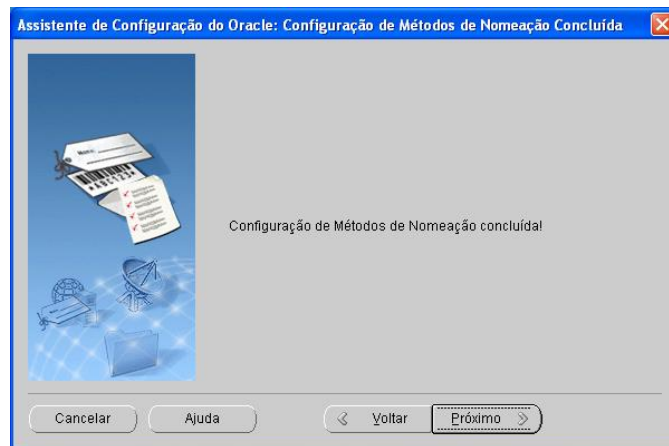 Assistente de Configuração do Oracle: Configuração de Métodos de Nomeação Concluída
ABC123
Configuração de Métodos de Nomeação concluída!
Cancelar
Ajuda
Voltar
Próximo